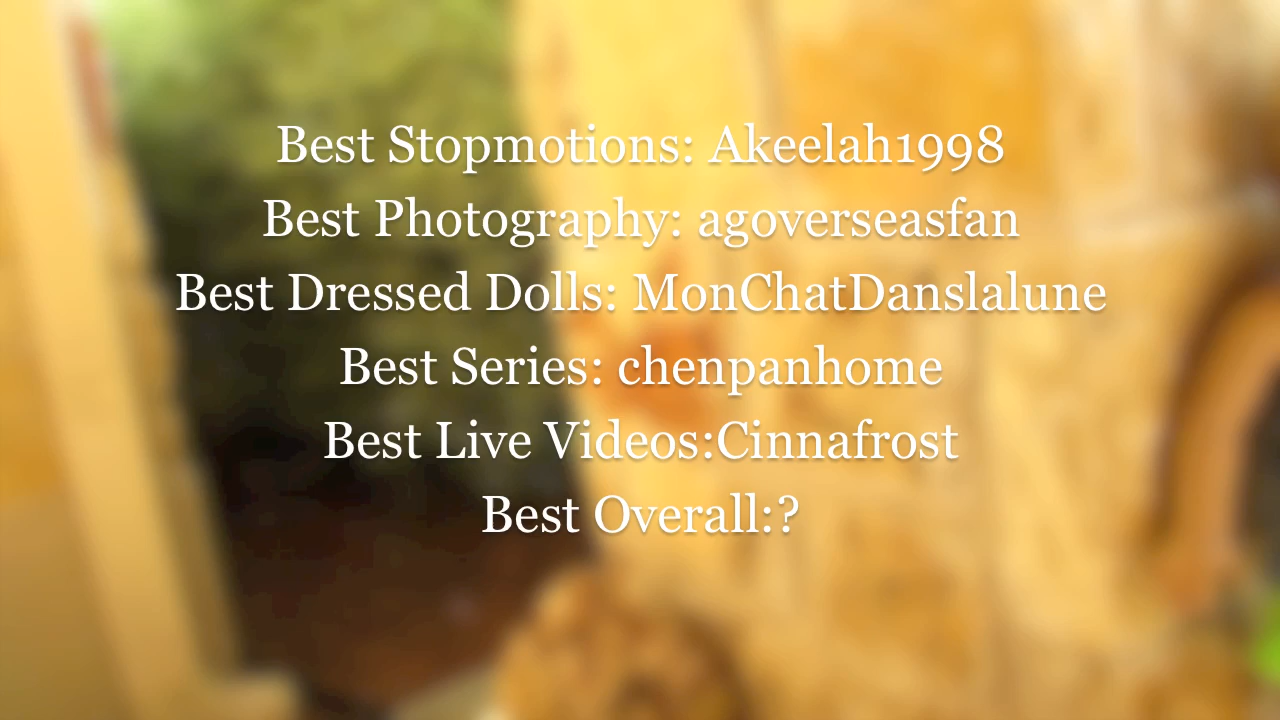 Best Stopmotions: Akeelah1998
Best Photography: agoverseasfan
Best Dressed Dolls: MonChatDanslalune
Best Series: chenpanhome
Best Live Videos:Cinnafrost
Best Overall:?